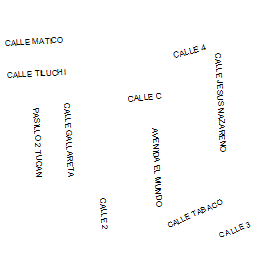 CALLE MATICO
CALLE 4
CALLE TILUCHI
CALLE JESUS NAZARENO
CALLE C
PASILLO 2 TUCAN
CALLE GALLARETA
AVENIDA EL MUNDO
CALLE 2
CALLE TABACO
CALLE 3